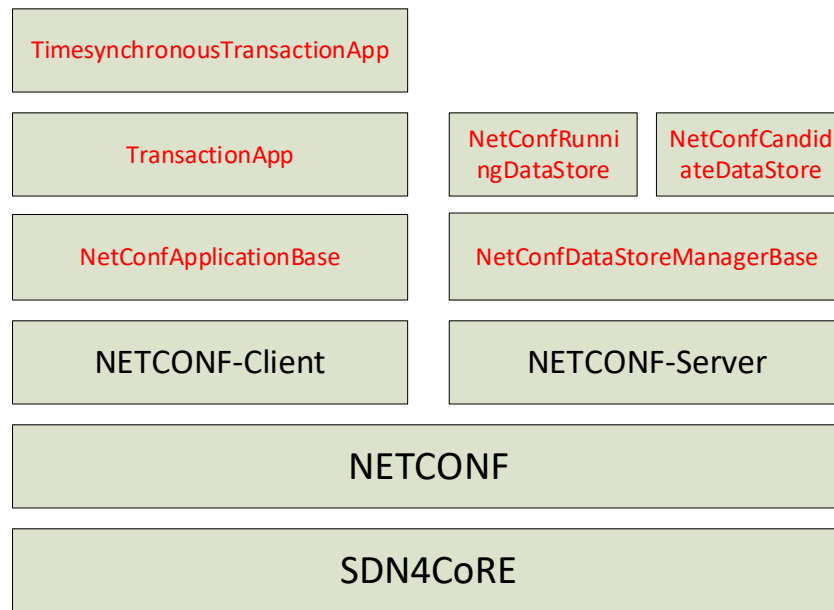 TimesynchronousTransactionApp
TransactionApp
NetConfRunni
ngDataStore
NetConfCandid
ateDataStore
NetConfApplicationBase
NetConfDataStoreManagerBase
NETCONF-Client
NETCONF-Server
NETCONF
SDN4CoRE